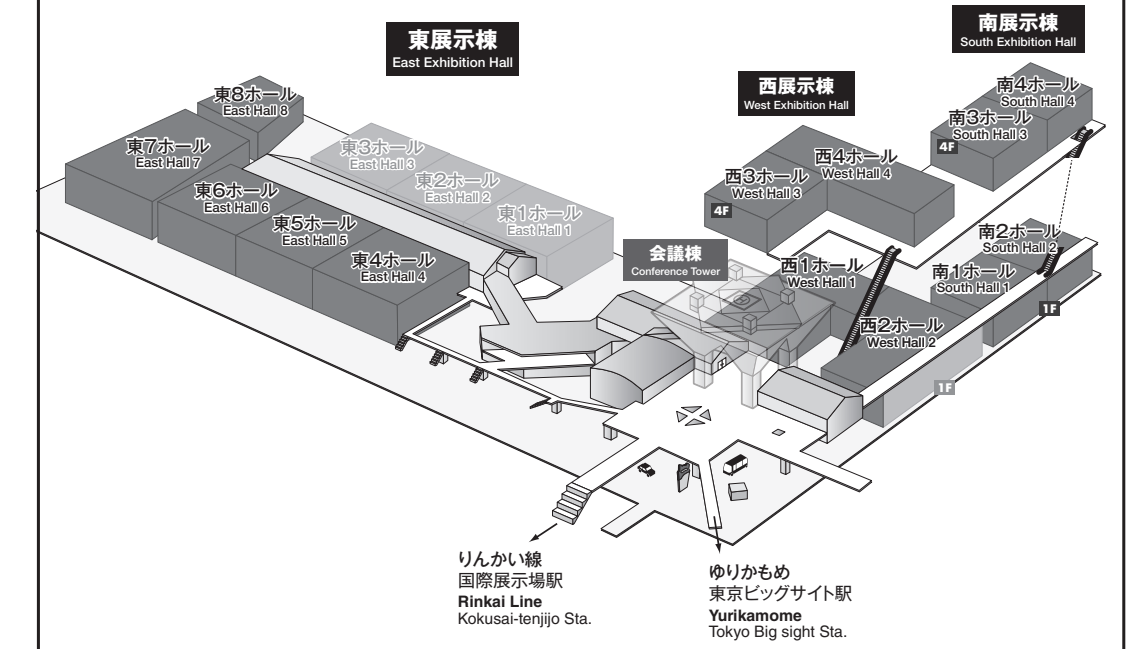 東展示棟
East Exhibition Hall
南展示棟
South Exhibition Hall
西展示棟
West Exhibition Hall
東8ホール
East Hall 8
東7ホール
East Hall 7
東6ホール
East Hall 6
東5ホール
East Hall 5
東4ホール
East Hall 4
東3ホール
East Hall 3
東2ホール
East Hall 2
東1ホール
East Hall 1
会議棟
Conference Tower
西3ホール
West Hall 3
4F
西4ホール
West Hall 4
南4ホール
South Hall 4
南3ホール
South Hall 3
4F
西1ホール
West Hall 1
西2ホール
West Hall 2
1F
南2ホール
South Hall 2
南1ホール
South Hall 1
1F
りんかい線
国際展示場駅
Rinkai Line
Kokusai-tenjijo Sta.
ゆりかもめ
東京ビッグサイト駅
Yurikamome
Tokyo Big sight Sta.